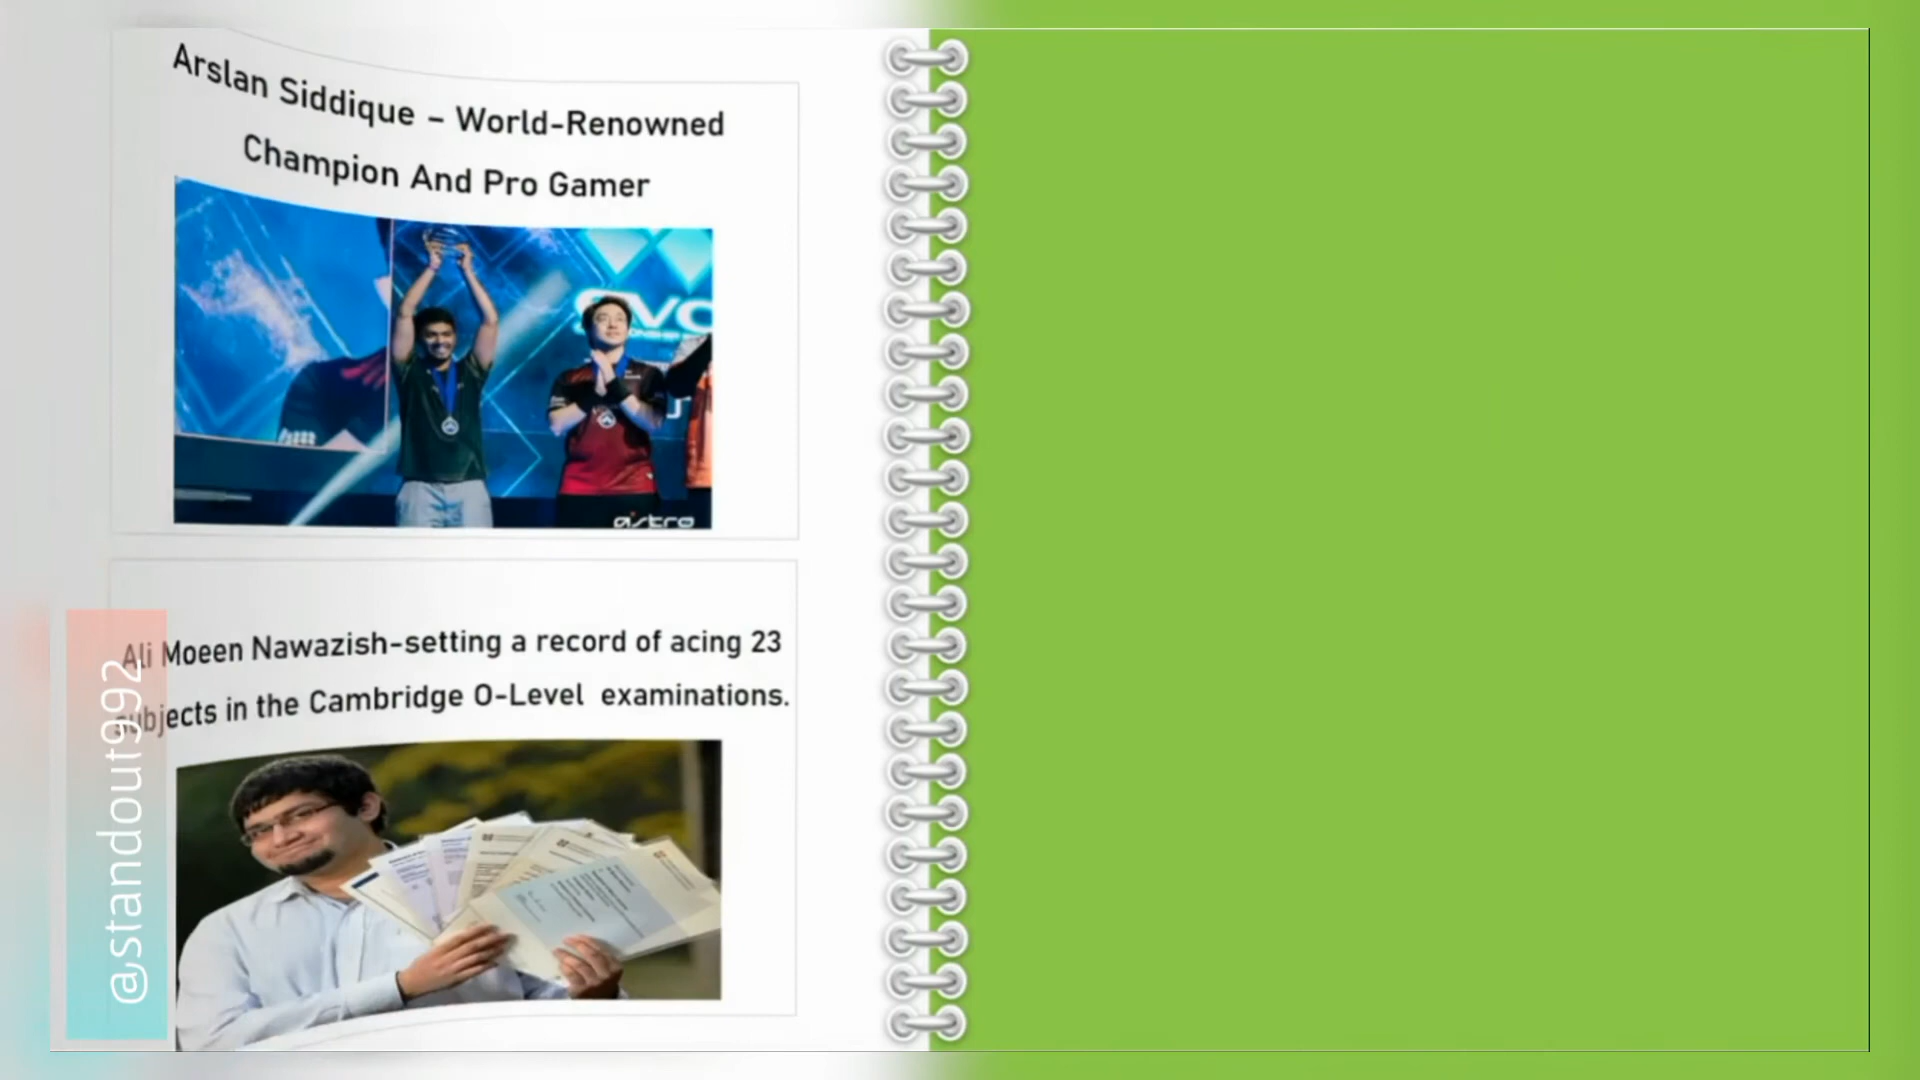 Arslan Siddique – World-Renowned
Champion And Pro Gamer
evo
astro
Ali Moeen Nawazish-setting a record of acing 23
subjects in the Cambridge O-Level examinations.
@standout992